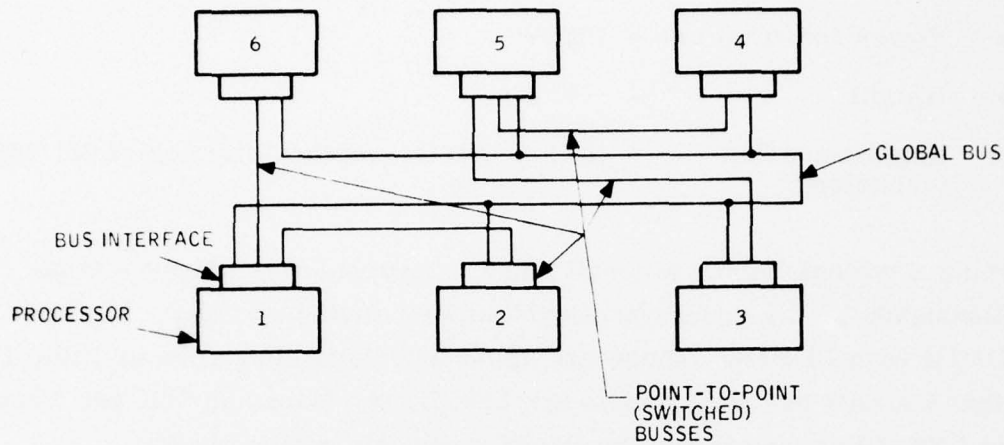 6
5
4
GLOBAL BUS
BUS INTERFACE
PROCESSOR
1
2
3
POINT-TO-POINT
(SWITCHED)
BUSSES